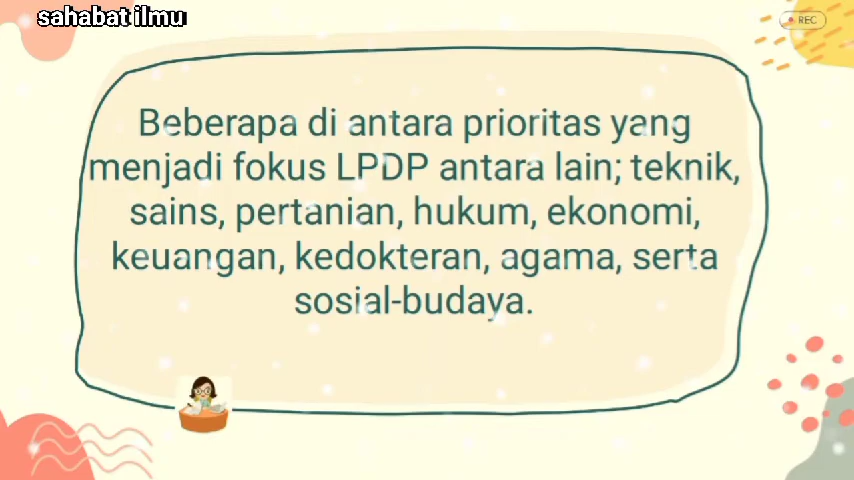 sahabat ilmu
REC
Beberapa di antara prioritas yang
menjadi fokus LPDP antara lain; teknik,
sains, pertanian, hukum, ekonomi,
keuangan, kedokteran, agama, serta
sosial-budaya.